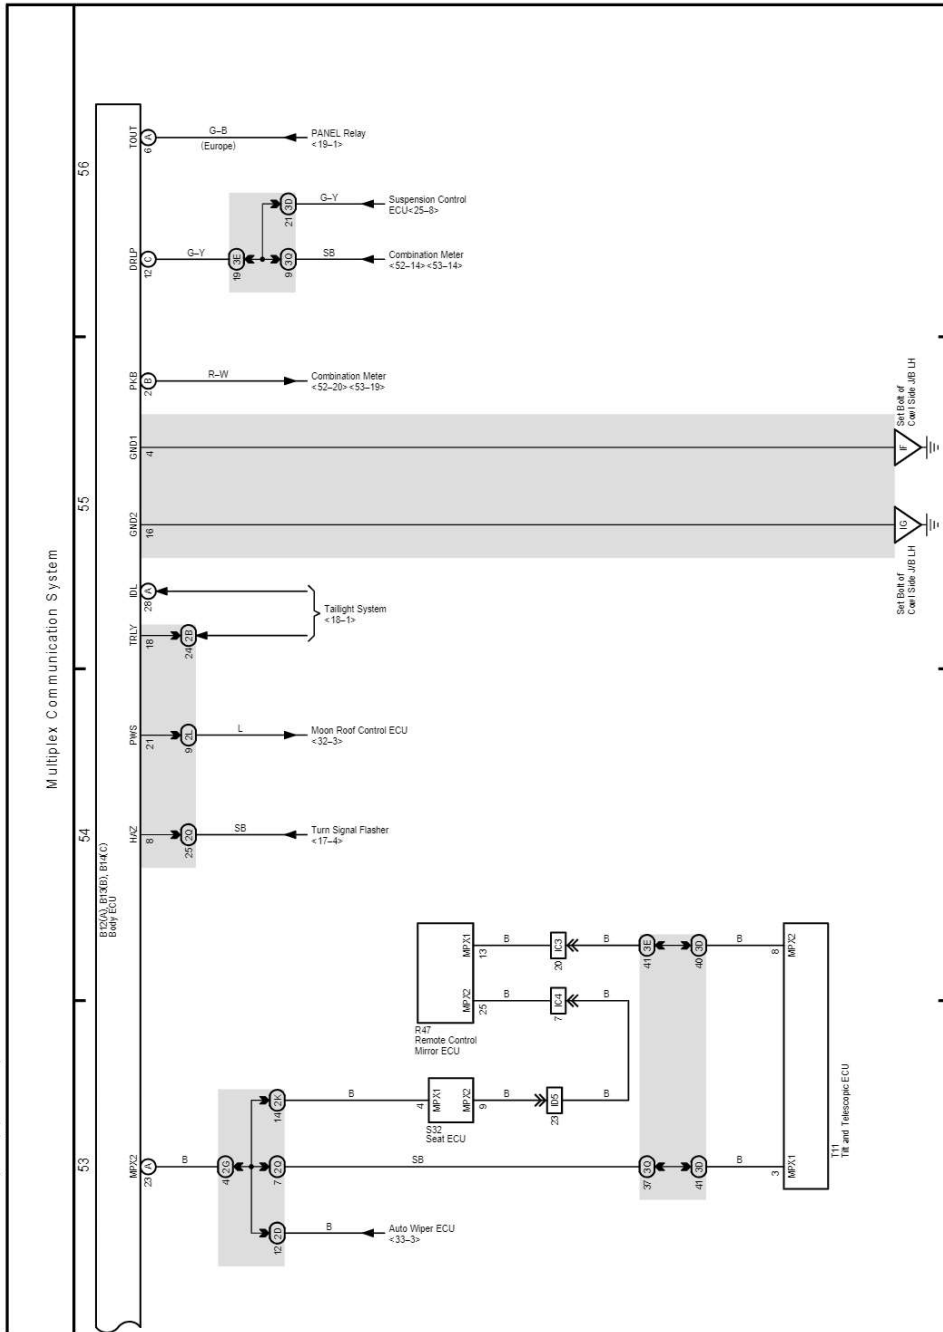 Multiplex Communication System
56
55
54
53
B12(A), B13(B), B14(C)
Body ECU
TOUT
6
A
G–B
(Europe)
PANEL Relay
<19–1>
DRLP
12
C
G–Y
19
3E
21
3D
G–Y
Suspension Control
ECU<25–8>
9
3Q
SB
Combination Meter
<52–14><53–14>
PKB
2
B
R–W
Combination Meter
<52–20><53–19>
GND1
4
IF
Set Bolt of
Cowl Side J/B LH
GND2
16
IG
Set Bolt of
Cowl Side J/B LH
IDL
28
A
TRLY
18
24
2B
Taillight System
<18–1>
PWS
21
9
2L
L
Moon Roof Control ECU
<32–3>
HAZ
8
25
2Q
SB
Turn Signal Flasher
<17–4>
MPX1
13
B
20
IC3
B
41
3E
40
3D
B
8
MPX2
MPX2
25
B
7
IC4
B
R47
Remote Control
Mirror ECU
14
2K
B
4
MPX1
MPX2
9
B
23
ID5
B
S32
Seat ECU
MPX2
23
A
B
4
2G
7
2O
SB
37
3O
41
3D
B
3
MPX1
T11
Tilt and Telescopic ECU
12
2D
B
Auto Wiper ECU
<33–3>